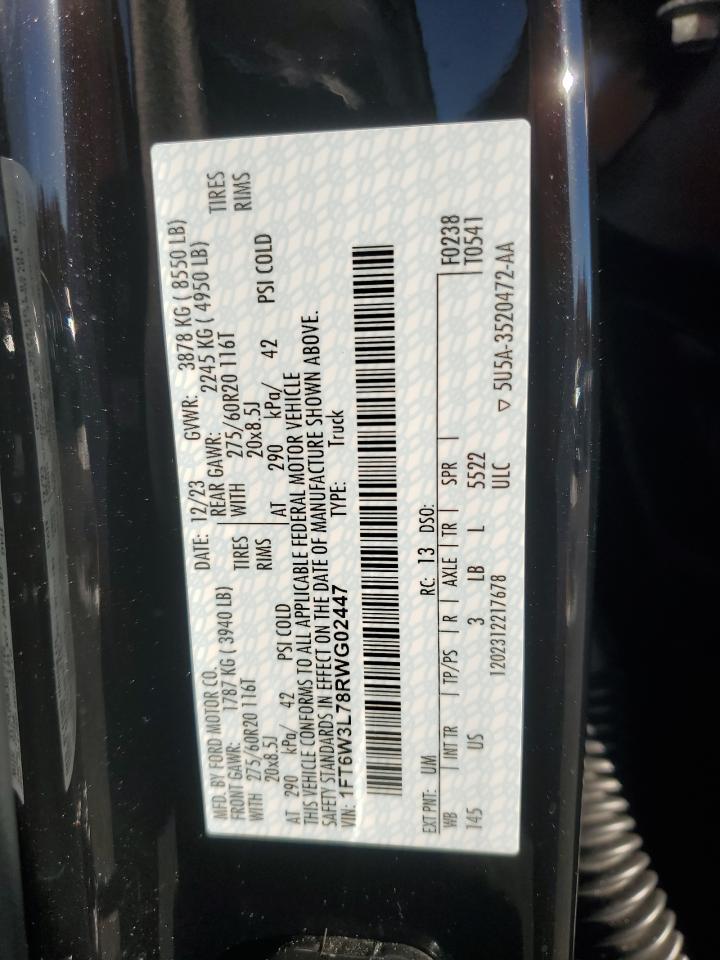 MFD. BY FORD MOTOR CO. DATE: 12/23 GVWR: 3878 KG ( 8550 LB)
FRONT GAWR: 1787 KG (3940 LB) REAR GAWR: 2245 KG ( 4950 LB)
WITH 275/60R20 116T TIRES WITH 275/60R20 116T TIRES
20x8.5J RIMS 20x8.5J RIMS
AT 290 kPa/ 42 PSI COLD AT 290 kPa/ 42 PSI COLD
THIS VEHICLE CONFORMS TO ALL APPLICABLE FEDERAL MOTOR VEHICLE
SAFETY STANDARDS IN EFFECT ON THE DATE OF MANUFACTURE SHOWN ABOVE.
VIN: 1FT6W3L78RWG02447 TYPE: Truck
EXT PNT: UM RC: 13 DSO: F0238
WB INT TR TP/PS R AXLE TR SPR T0541
145 US 3 LB L 5522
1202312217678 ULC ▽ 5U5A-3520472-AA